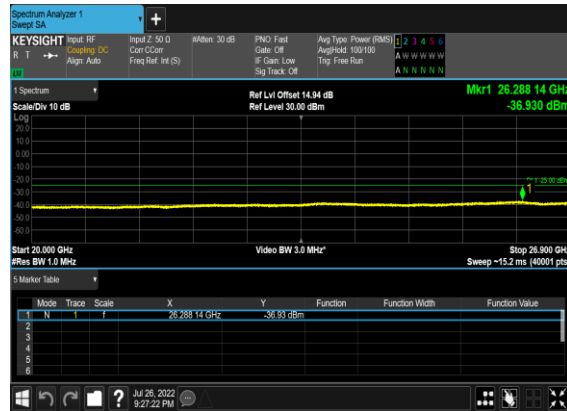 Spectrum Analyzer 1
Swept SA
+
KEYSIGHT Input: RF Input Z: 50 Ω #Atten: 30 dB PNO: Fast Avg Type: Power (RMS) 1 2 3 4 5 6
R T Coupling: DC Corr CCorr Gate: Off Avg|Hold: 100/100 A W W W W W
Align: Auto Freq Ref: Int (S) IF Gain: Low Trig: Free Run
Sig Track: Off A N N N N N
1 Spectrum Ref Lvl Offset 14.94 dB Mkr1 26.288 14 GHz
Scale/Div 10 dB Ref Level 30.00 dBm -36.930 dBm
Log
20.0
10.0
0.00
-10.0
-20.0
-30.0
-40.0
-50.0
-60.0
1 -25.00 dBm
1
Start 20.000 GHz Video BW 3.0 MHz* Stop 26.900 GHz
#Res BW 1.0 MHz Sweep ~15.2 ms (40001 pts)
5 Marker Table
Mode Trace Scale X Y Function Function Width Function Value
1 N 1 f 26.288 14 GHz -36.93 dBm
2
3
4
5
6
? Jul 26, 2022
9:27:22 PM